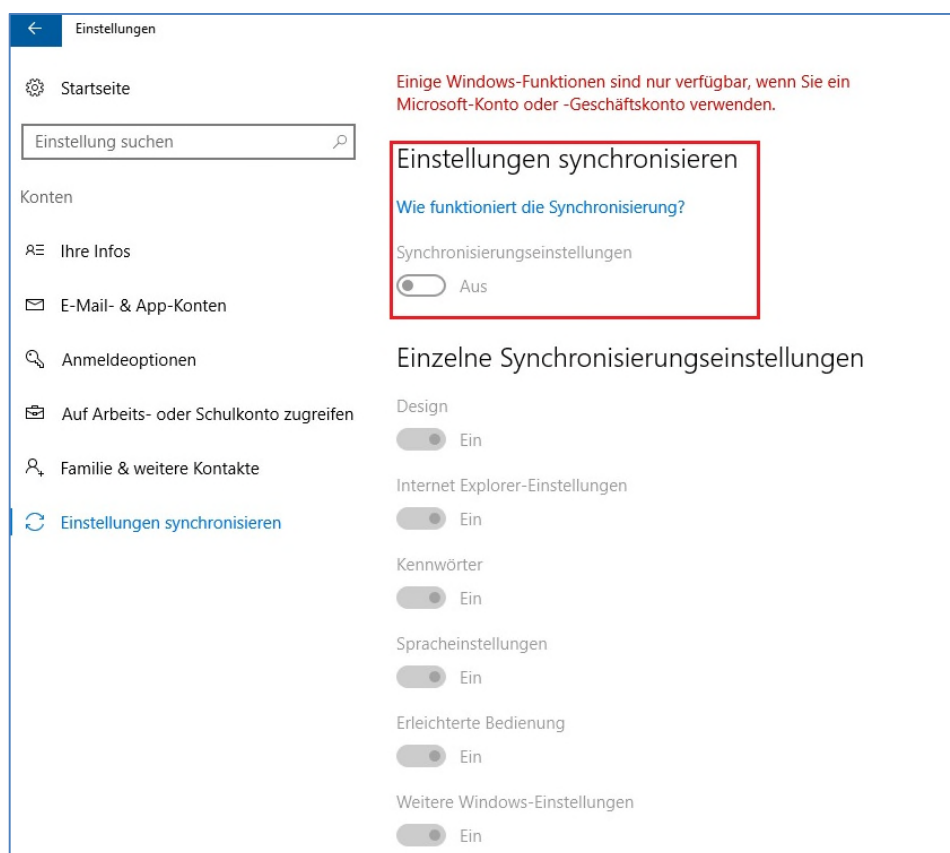 Einstellungen
Startseite
Einstellung suchen
Konten
Ihre Infos
E-Mail- & App-Konten
Anmeldeoptionen
Auf Arbeits- oder Schulkonto zugreifen
Familie & weitere Kontakte
Einstellungen synchronisieren
Einige Windows-Funktionen sind nur verfügbar, wenn Sie ein
Microsoft-Konto oder -Geschäftskonto verwenden.
Einstellungen synchronisieren
Wie funktioniert die Synchronisierung?
Synchronisierungseinstellungen
Aus
Einzelne Synchronisierungseinstellungen
Design
Ein
Internet Explorer-Einstellungen
Ein
Kennwörter
Ein
Spracheinstellungen
Ein
Erleichterte Bedienung
Ein
Weitere Windows-Einstellungen
Ein